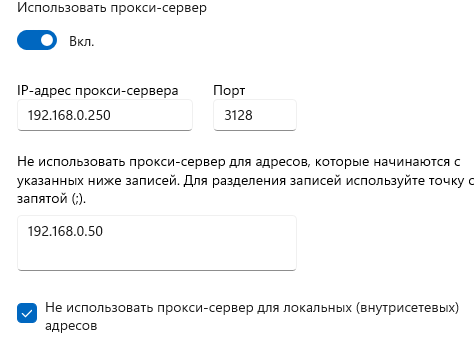 Использовать прокси-сервер
Вкл.
IP-адрес прокси-сервера
Порт
192.168.0.250
3128
Не использовать прокси-сервер для адресов, которые начинаются с
указанных ниже записей. Для разделения записей используйте точку с
запятой (;).
192.168.0.50
Не использовать прокси-сервер для локальных (внутрисетевых)
адресов